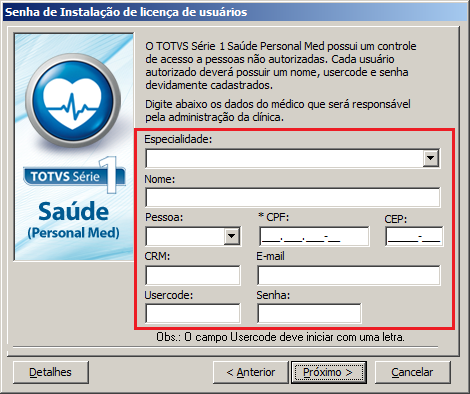 Senha de Instalação de licença de usuários
O TOTVS Série 1 Saúde Personal Med possui um controle
de acesso a pessoas não autorizadas. Cada usuário
autorizado deverá possuir um nome, usercode e senha
devidamente cadastrados.
Digite abaixo os dados do médico que será responsável
pela administração da clínica.
TOTVS Série 1
Saúde
(Personal Med)
Especialidade:
Nome:
Pessoa: * CPF: CEP:
___.___.___-__ _____-___
CRM: E-mail
Usercode: Senha:
Obs.: O campo Usercode deve iniciar com uma letra.
Detalhes < Anterior Próximo > Cancelar